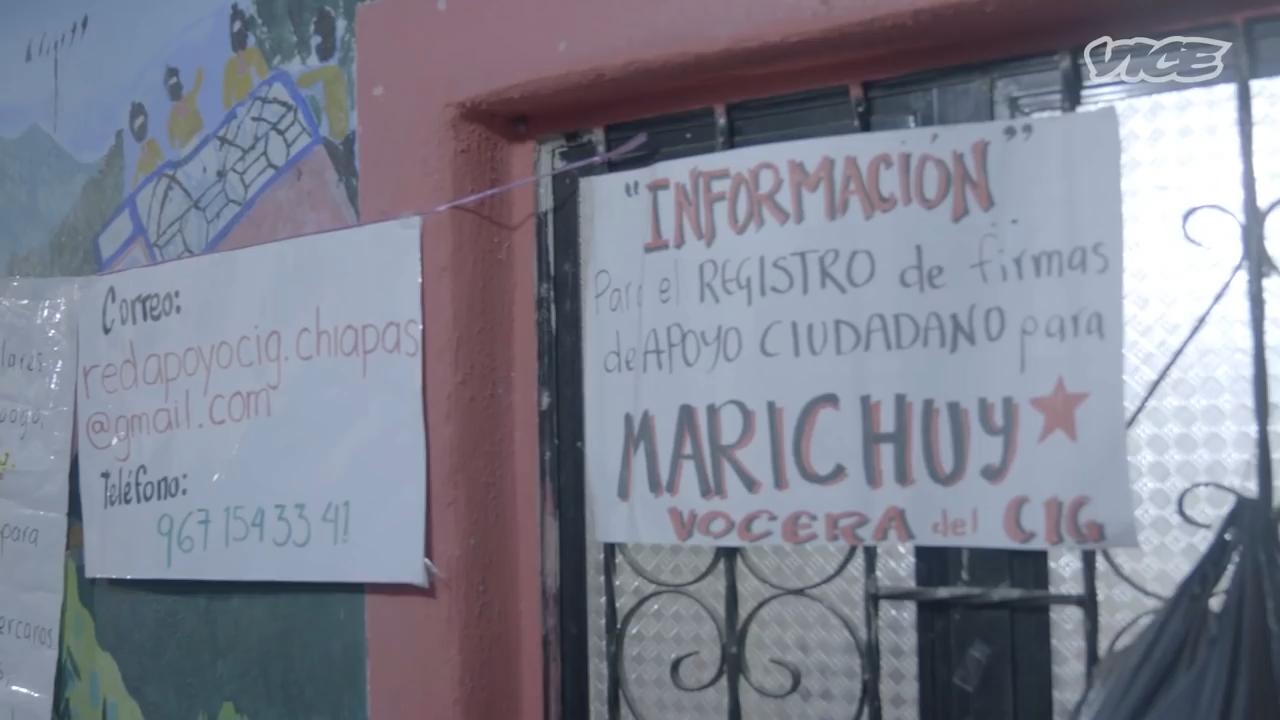 VICE
"INFORMACIÓN"
Para el REGISTRO de firmas
de APOYO CIUDADANO para
MARICHUY
VOCERA del CIG
Correo:
redapoyocig.chiapas
@gmail.com
Teléfono:
967 154 33 41
para